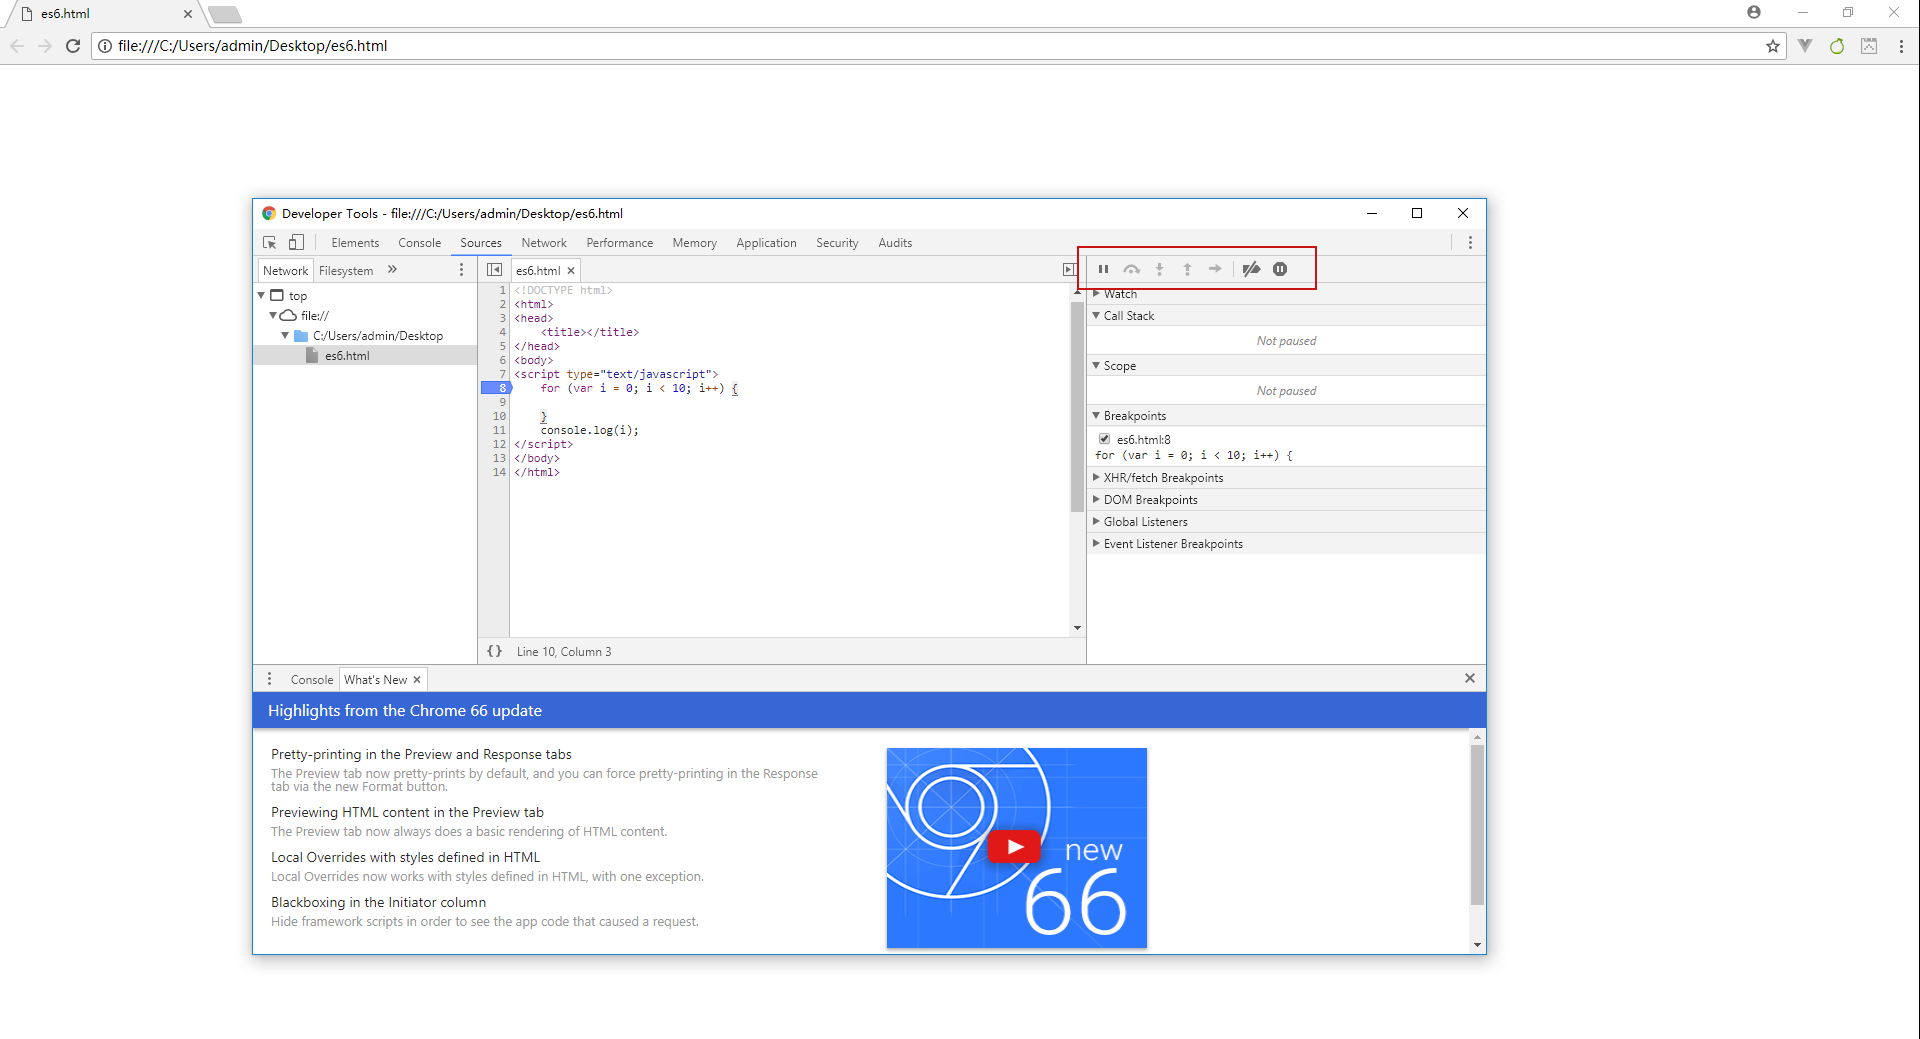 es6.html
file:///C:/Users/admin/Desktop/es6.html
Developer Tools - file:///C:/Users/admin/Desktop/es6.html
Elements Console Sources Network Performance Memory Application Security Audits
Network Filesystem »
top
file://
C:/Users/admin/Desktop
es6.html
es6.html
1 <!DOCTYPE html>
2 <html>
3 <head>
4 <title></title>
5 </head>
6 <body>
7 <script type="text/javascript">
8 for (var i = 0; i < 10; i++) {
9
10 }
11 console.log(i);
12 </script>
13 </body>
14 </html>
{} Line 10, Column 3
Watch
Call Stack
Not paused
Scope
Not paused
Breakpoints
es6.html:8
for (var i = 0; i < 10; i++) {
XHR/fetch Breakpoints
DOM Breakpoints
Global Listeners
Event Listener Breakpoints
Console What's New
Highlights from the Chrome 66 update
Pretty-printing in the Preview and Response tabs
The Preview tab now pretty-prints by default, and you can force pretty-printing in the Response
tab via the new Format button.
Previewing HTML content in the Preview tab
The Preview tab now always does a basic rendering of HTML content.
Local Overrides with styles defined in HTML
Local Overrides now works with styles defined in HTML, with one exception.
Blackboxing in the Initiator column
Hide framework scripts in order to see the app code that caused a request.
new
66